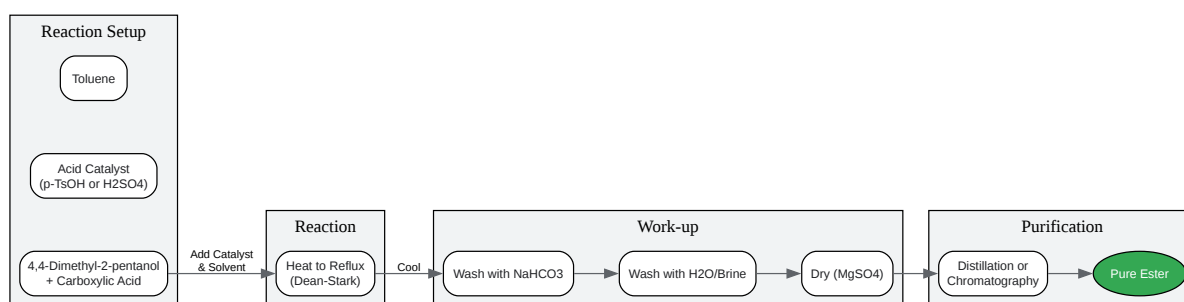 Reaction Setup
Toluene
Acid Catalyst
(p-TsOH or H2SO4)
4,4-Dimethyl-2-pentanol
+ Carboxylic Acid
Add Catalyst
& Solvent
Reaction
Heat to Reflux
(Dean-Stark)
Cool
Work-up
Wash with NaHCO3
Wash with H2O/Brine
Dry (MgSO4)
Purification
Distillation or
Chromatography
Pure Ester